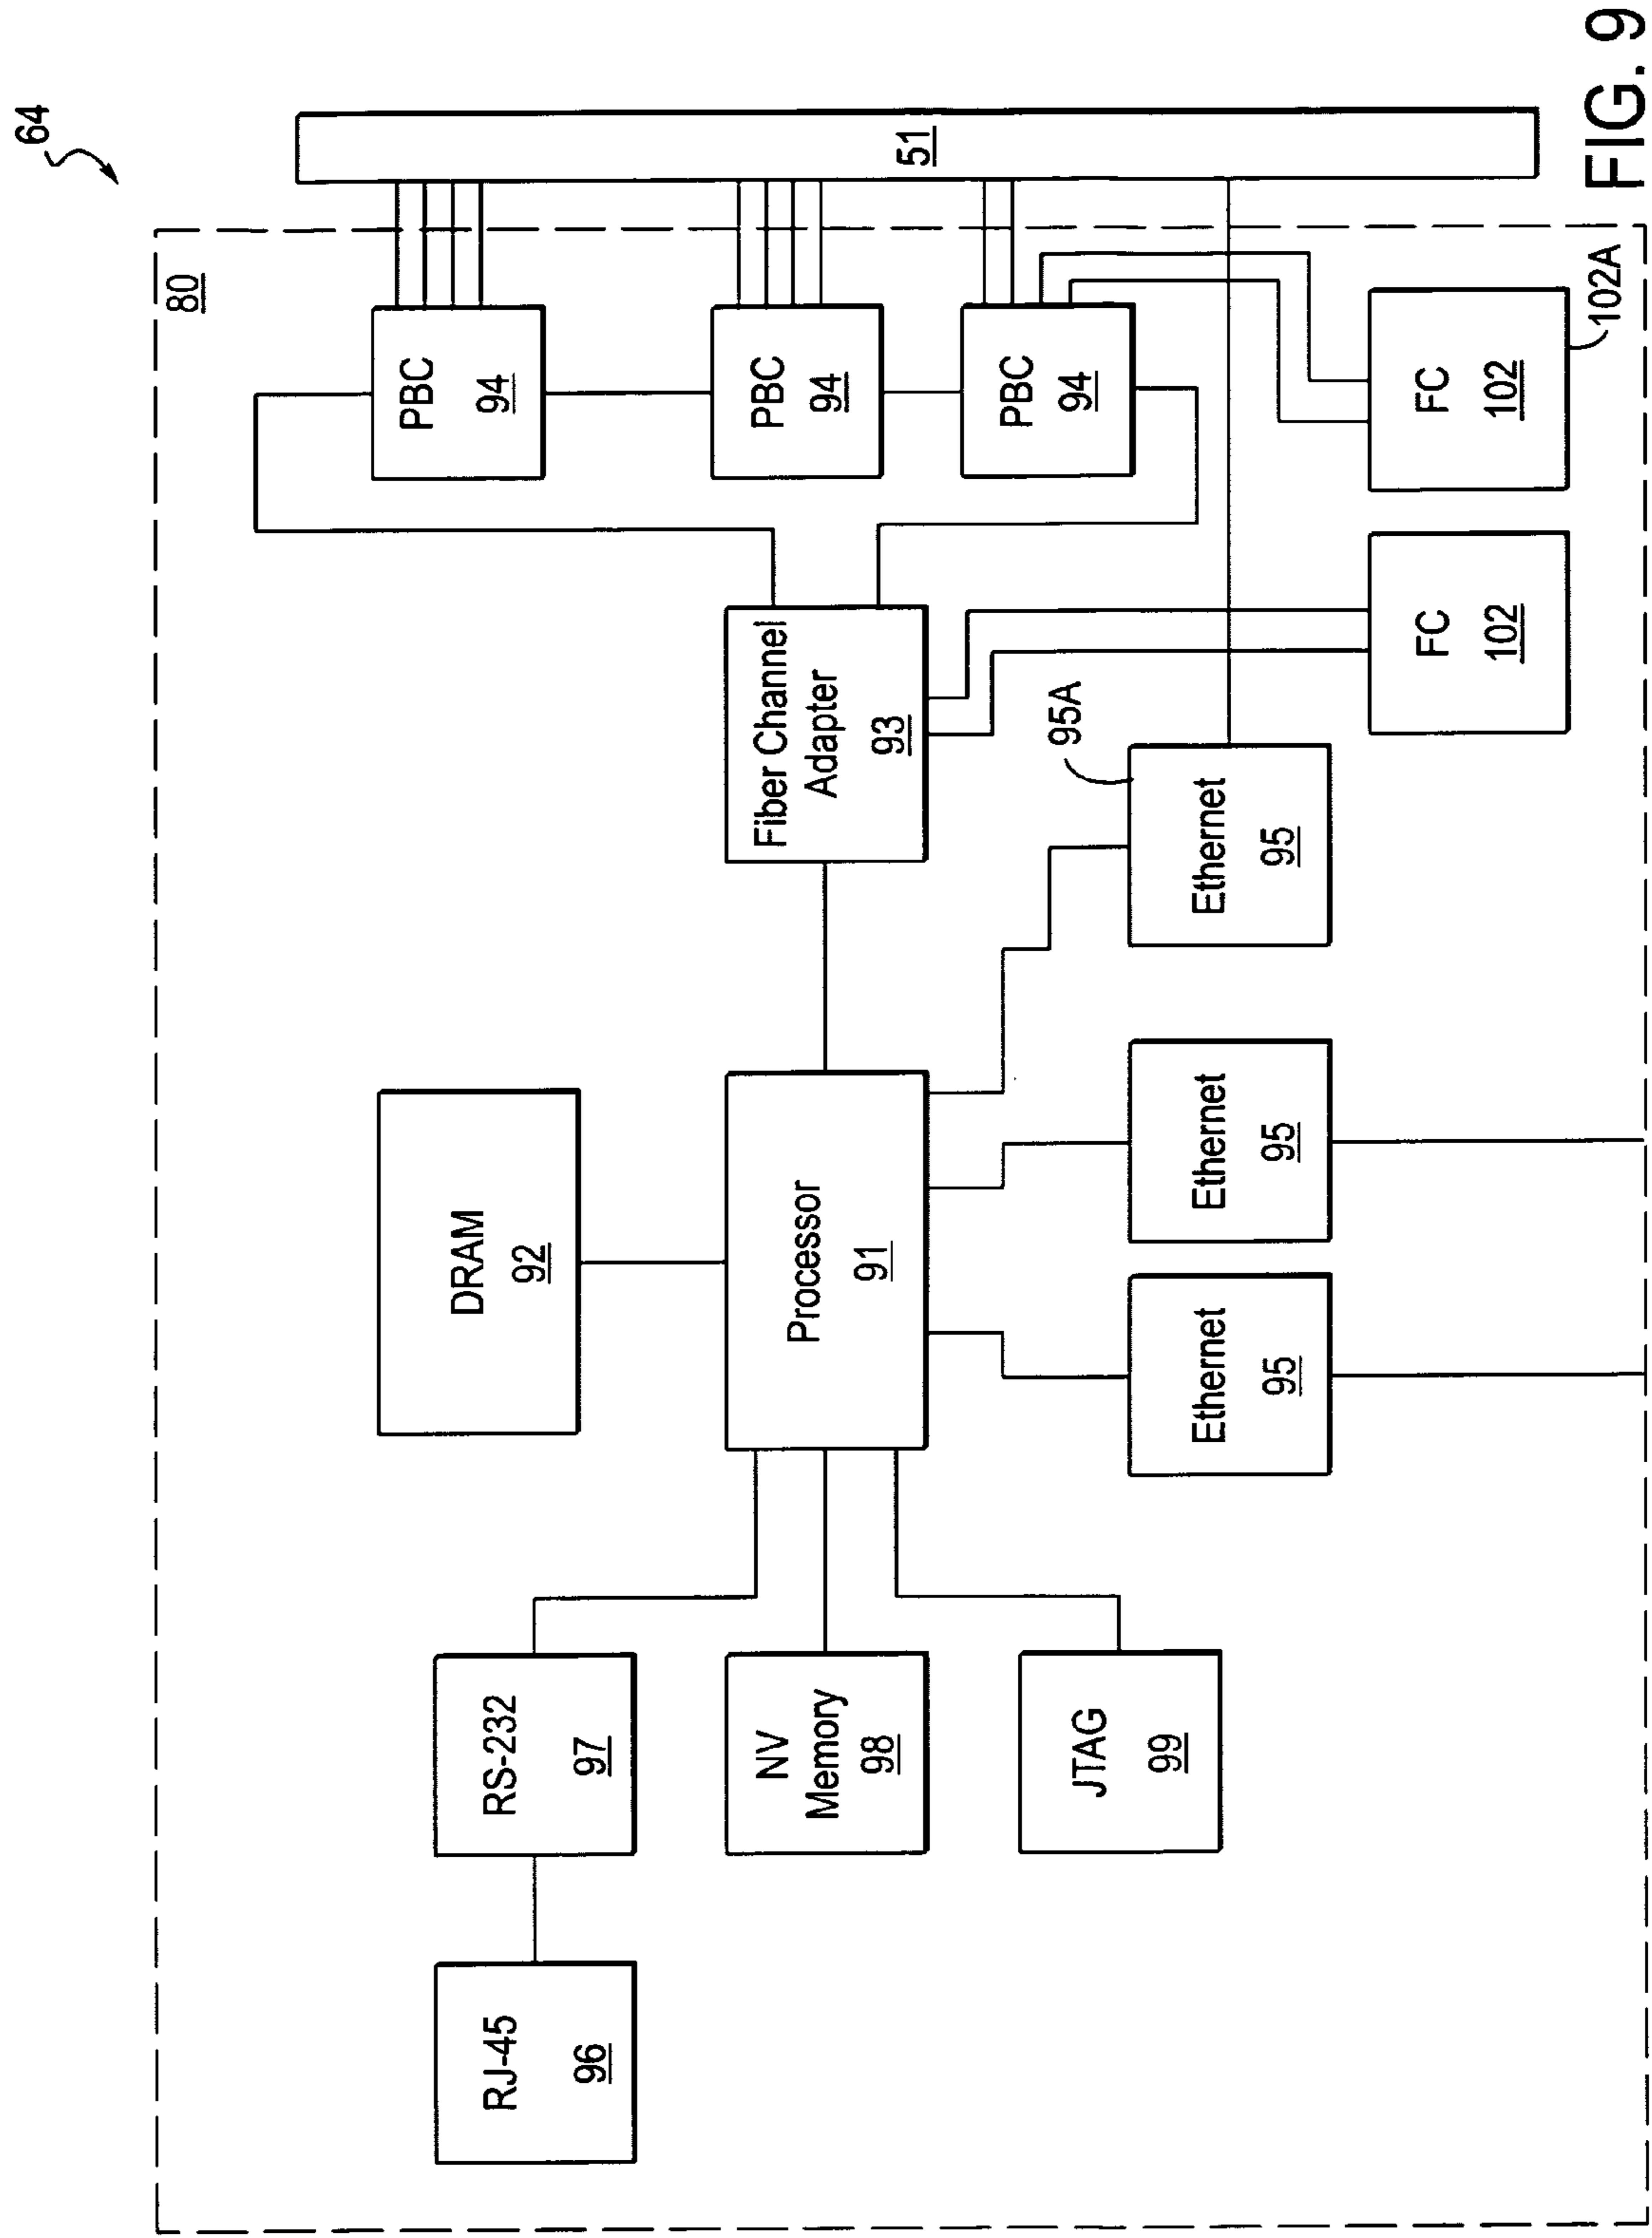 64
80
51
PBC
94
PBC
94
PBC
94
Fiber Channel
Adapter
93
FC
102
102A
FC
102
95A
Ethernet
95
Ethernet
95
Ethernet
95
DRAM
92
Processor
91
RS-232
97
NV
Memory
98
JTAG
99
RJ-45
96
FIG. 9